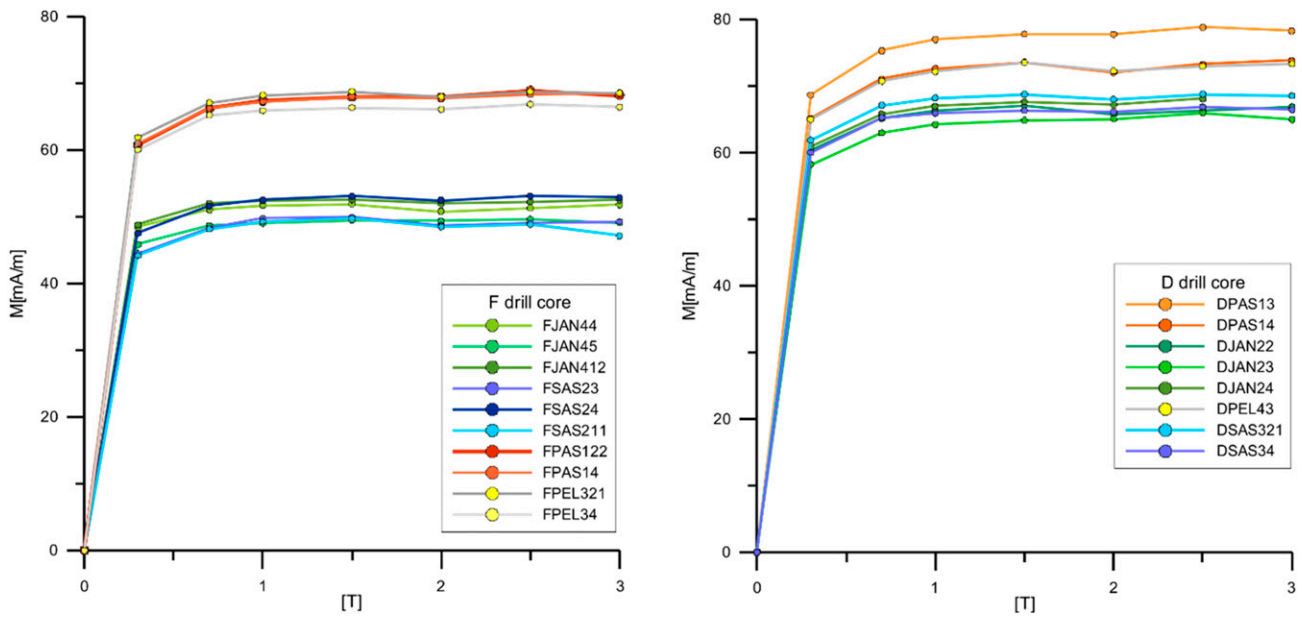 80
60
40
20
0
M[mA/m]
0
1
2
3
[T]
F drill core
FJAN44
FJAN45
FJAN412
FSAS23
FSAS24
FSAS211
FPAS122
FPAS14
FPEL321
FPEL34
80
60
40
20
0
M[mA/m]
0
1
2
3
[T]
D drill core
DPAS13
DPAS14
DJAN22
DJAN23
DJAN24
DPEL43
DSAS321
DSAS34